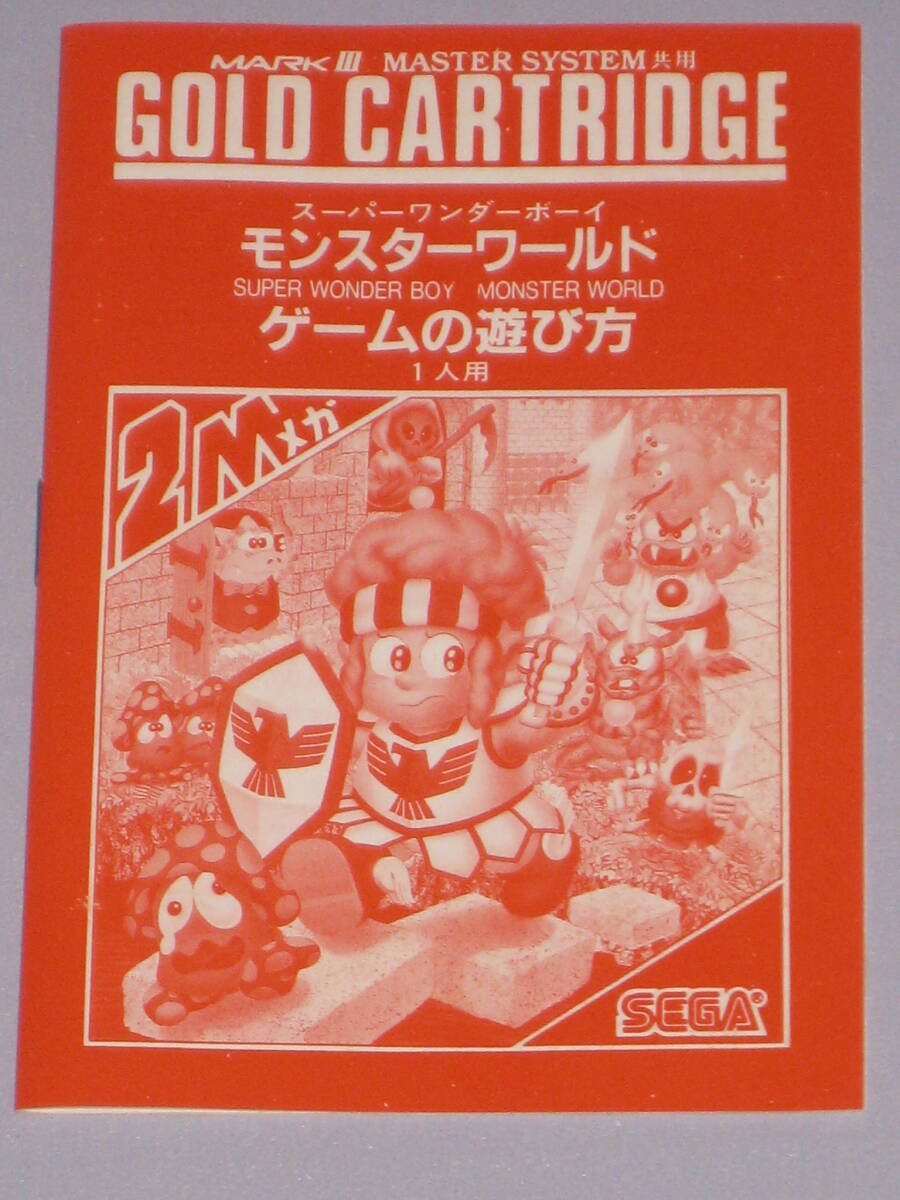 MARK III MASTER SYSTEM共用
GOLD CARTRIDGE
スーパーワンダーボーイ
モンスターワールド
SUPER WONDER BOY MONSTER WORLD
ゲームの遊び方
1人用
2Mメガ
SEGA®